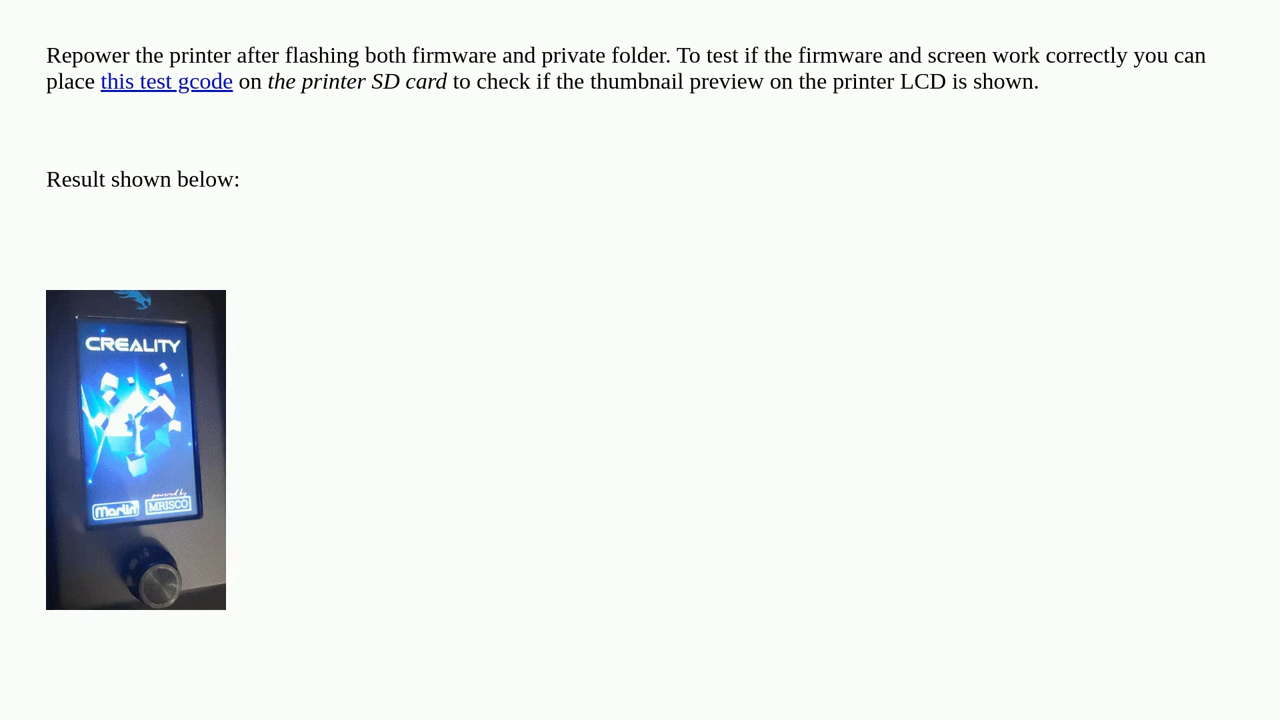 Repower the printer after flashing both firmware and private folder. To test if the firmware and screen work correctly you can
place this test gcode on the printer SD card to check if the thumbnail preview on the printer LCD is shown.
Result shown below:
CREALITY
powered by
Marlin MRISCO